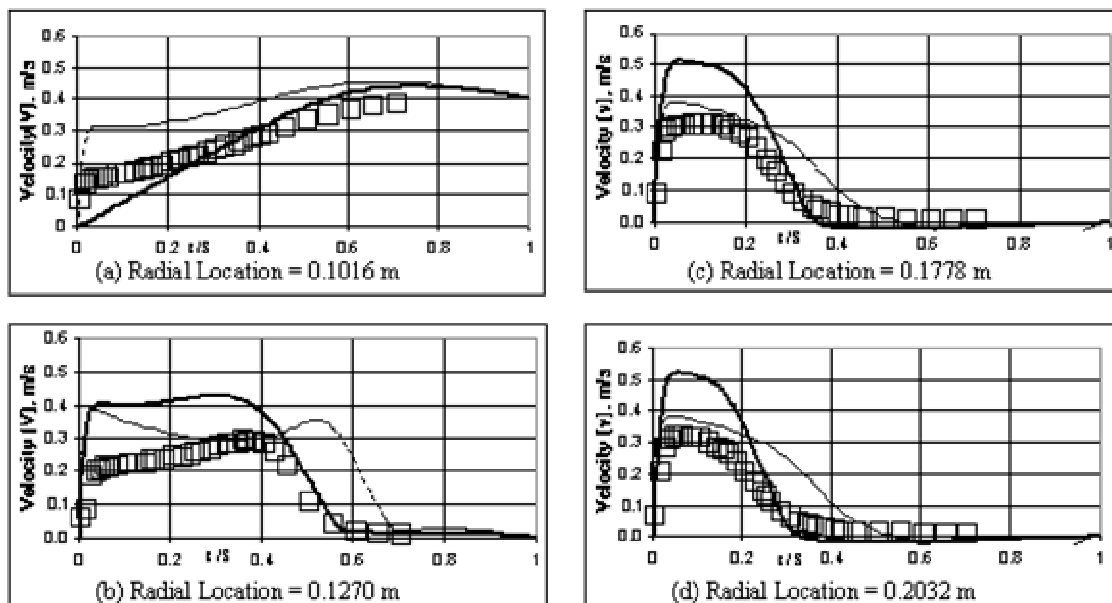 Velocity[V], m/s
0.6
0.5
0.4
0.3
0.2
0.1
0
0 0.2 r/S 0.4 0.6 0.8 1
(a) Radial Location = 0.1016 m
Velocity [V], m/s
0.6
0.5
0.4
0.3
0.2
0.1
0.0
0 0.2 r/S 0.4 0.6 0.8 1
(b) Radial Location = 0.1270 m
Velocity [v], m/s
0.6
0.5
0.4
0.3
0.2
0.1
0.0
0 0.2 r/S 0.4 0.6 0.8 1
(c) Radial Location = 0.1778 m
Velocity [v], m/s
0.6
0.5
0.4
0.3
0.2
0.1
0.0
0 0.2 r/S 0.4 0.6 0.8 1
(d) Radial Location = 0.2032 m